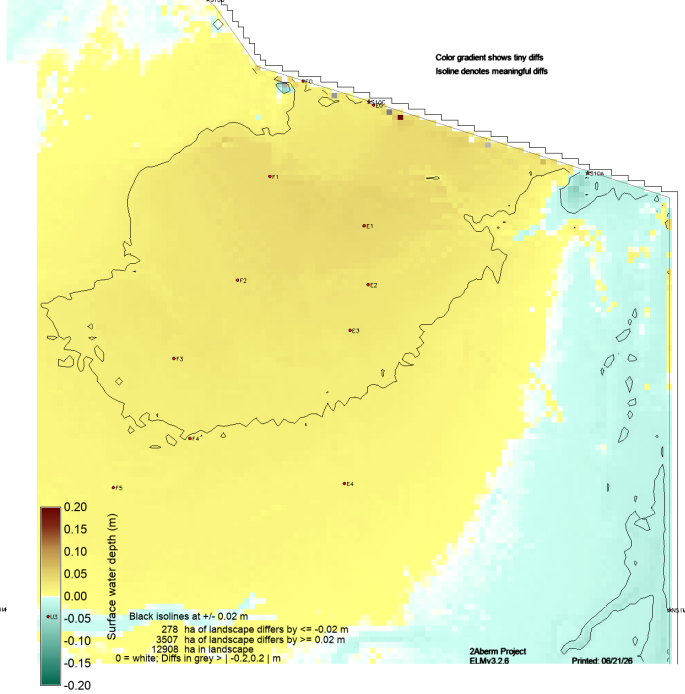 Color gradient shows tiny diffs
Isoline denotes meaningful diffs
S10A
F1
E1
F2
E2
E3
F3
F4
E4
F5
0.20
0.15
0.10
0.05
0.00
-0.05
-0.10
-0.15
-0.20
Surface water depth (m)
U3
Black isolines at +/- 0.02 m
278 ha of landscape differs by <= -0.02 m
3507 ha of landscape differs by >= 0.02 m
12908 ha in landscape
0 = white; Diffs in grey > | -0.2,0.2 | m
2Aberm Project
ELMv3.2.6
Printed: 06/21/26